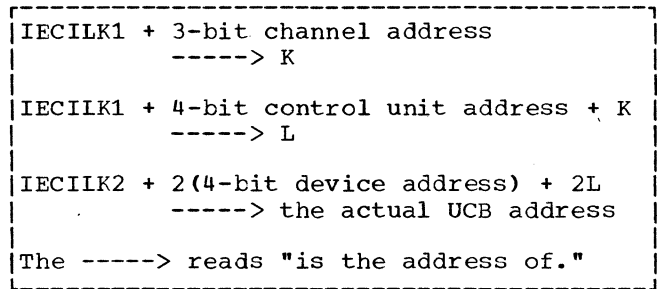 IECILK1 + 3-bit channel address
-----> K
IECILK1 + 4-bit control unit address + K
-----> L
IECILK2 + 2(4-bit device address) + 2L
-----> the actual UCB address
The -----> reads "is the address of."